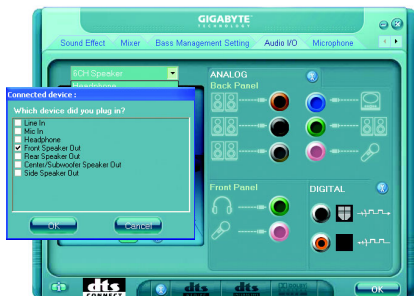 GIGABYTE
TECHNOLOGY
Sound Effect
Mixer
Bass Management Setting
Audio I/O
Microphone
6CH Speaker
Headphone
ANALOG
Back Panel
Connected device :
Which device did you plug in?
Line In
Mic In
Headphone
Front Speaker Out
Rear Speaker Out
Center/Subwoofer Speaker Out
Side Speaker Out
OK
Cancel
Front Panel
DIGITAL
dts
CONNECT
dts
dts
OK